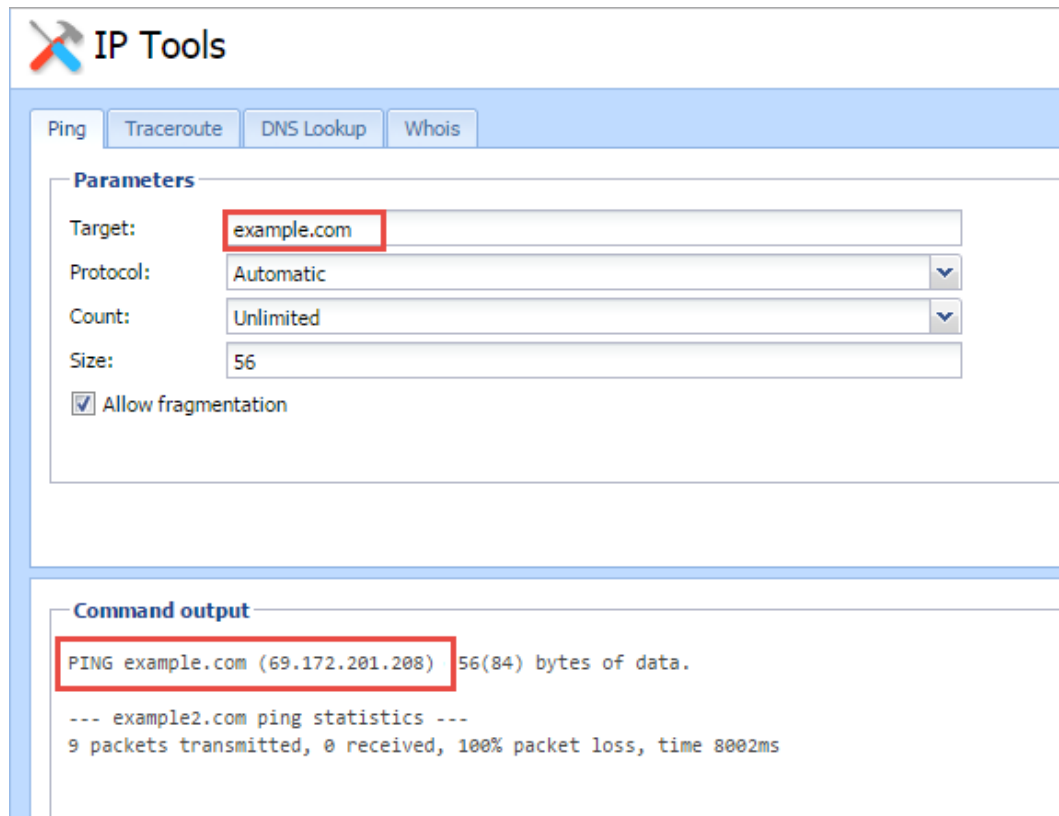 IP Tools
Ping Traceroute DNS Lookup Whois
Parameters
Target: example.com
Protocol: Automatic
Count: Unlimited
Size: 56
Allow fragmentation
Command output
PING example.com (69.172.201.208) 56(84) bytes of data.
--- example2.com ping statistics ---
9 packets transmitted, 0 received, 100% packet loss, time 8002ms